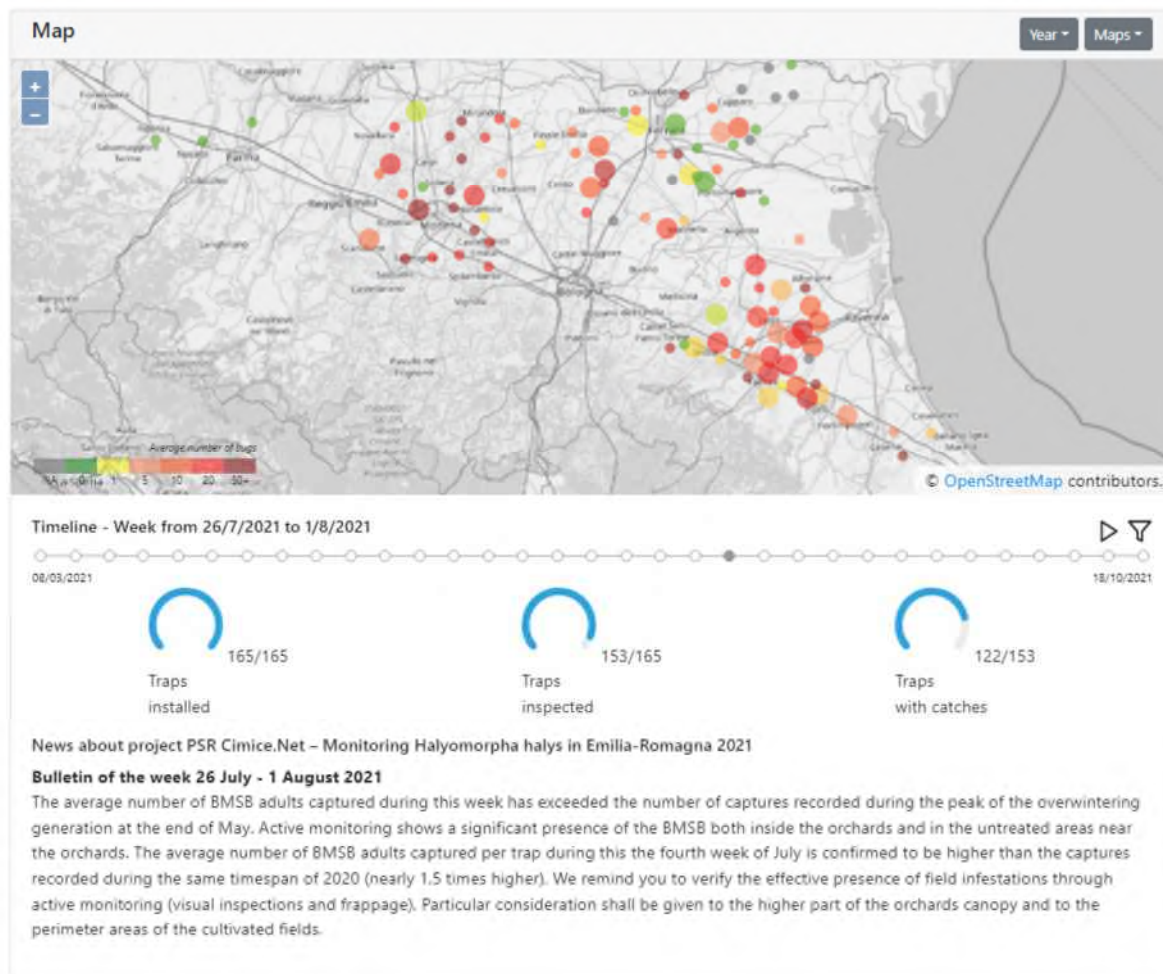 Map
Year
Maps
+
−
Parma
Reggio Emilia
Modena
Bologna
Ravenna
Argenta
Medicina
Vignola
Castel Maggiore
Average number of bugs
1 5 10 20 50+
© OpenStreetMap contributors.
Timeline - Week from 26/7/2021 to 1/8/2021
08/03/2021
18/10/2021
165/165
153/165
122/153
Traps
installed
Traps
inspected
Traps
with catches
News about project PSR Cimice.Net – Monitoring Halyomorpha halys in Emilia-Romagna 2021
Bulletin of the week 26 July - 1 August 2021
The average number of BMSB adults captured during this week has exceeded the number of captures recorded during the peak of the overwintering
generation at the end of May. Active monitoring shows a significant presence of the BMSB both inside the orchards and in the untreated areas near
the orchards. The average number of BMSB adults captured per trap during this the fourth week of July is confirmed to be higher than the captures
recorded during the same timespan of 2020 (nearly 1.5 times higher). We remind you to verify the effective presence of field infestations through
active monitoring (visual inspections and frappage). Particular consideration shall be given to the higher part of the orchards canopy and to the
perimeter areas of the cultivated fields.